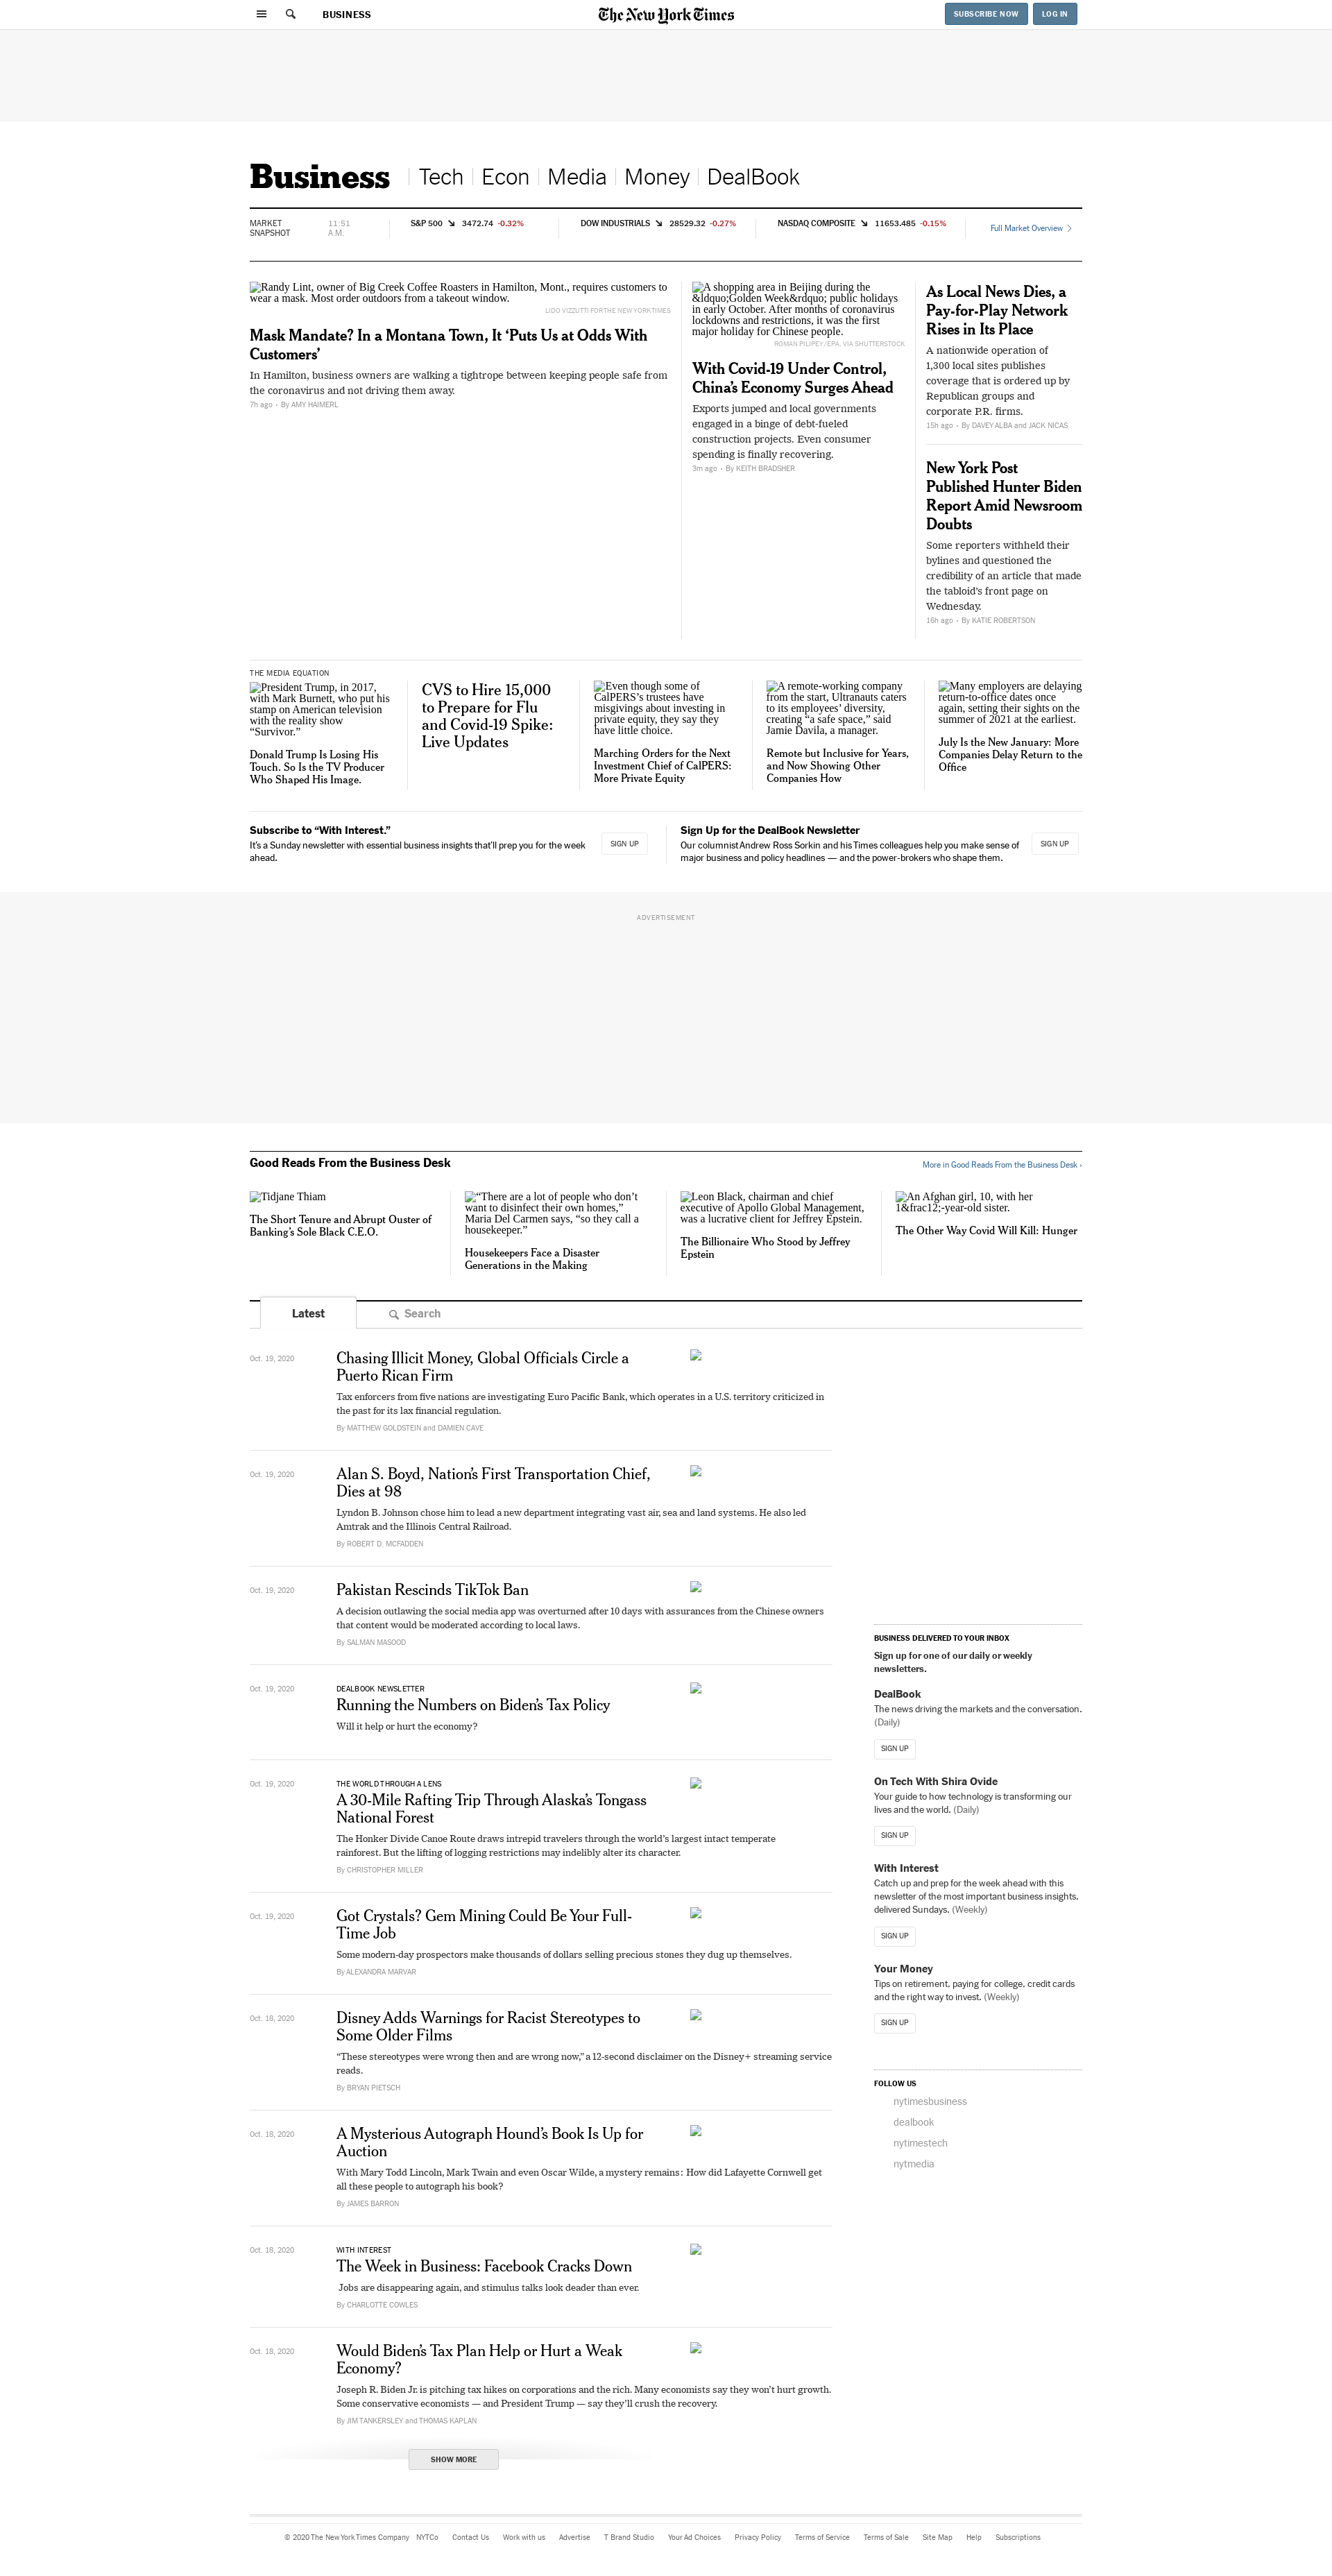 BUSINESS
The New York Times
SUBSCRIBE NOW
LOG IN
Business
Tech
Econ
Media
Money
DealBook
MARKET
SNAPSHOT
11:51
A.M.
S&P 500 3472.74 -0.32%
DOW INDUSTRIALS 28529.32 -0.27%
NASDAQ COMPOSITE 11653.485 -0.15%
Full Market Overview
Randy Lint, owner of Big Creek Coffee Roasters in Hamilton, Mont., requires customers to
wear a mask. Most order outdoors from a takeout window.
LIDO VIZZUTTI FOR THE NEW YORK TIMES
Mask Mandate? In a Montana Town, It ‘Puts Us at Odds With
Customers’
In Hamilton, business owners are walking a tightrope between keeping people safe from
the coronavirus and not driving them away.
7h ago • By AMY HAIMERL
A shopping area in Beijing during the
&ldquo;Golden Week&rdquo; public holidays
in early October. After months of coronavirus
lockdowns and restrictions, it was the first
major holiday for Chinese people.
ROMAN PILIPEY/EPA, VIA SHUTTERSTOCK
With Covid-19 Under Control,
China’s Economy Surges Ahead
Exports jumped and local governments
engaged in a binge of debt-fueled
construction projects. Even consumer
spending is finally recovering.
3m ago • By KEITH BRADSHER
As Local News Dies, a
Pay-for-Play Network
Rises in Its Place
A nationwide operation of
1,300 local sites publishes
coverage that is ordered up by
Republican groups and
corporate P.R. firms.
15h ago • By DAVEY ALBA and JACK NICAS
New York Post
Published Hunter Biden
Report Amid Newsroom
Doubts
Some reporters withheld their
bylines and questioned the
credibility of an article that made
the tabloid’s front page on
Wednesday.
16h ago • By KATIE ROBERTSON
THE MEDIA EQUATION
President Trump, in 2017,
with Mark Burnett, who put his
stamp on American television
with the reality show
“Survivor.”
Donald Trump Is Losing His
Touch. So Is the TV Producer
Who Shaped His Image.
CVS to Hire 15,000
to Prepare for Flu
and Covid-19 Spike:
Live Updates
Even though some of
CalPERS’s trustees have
misgivings about investing in
private equity, they say they
have little choice.
Marching Orders for the Next
Investment Chief of CalPERS:
More Private Equity
A remote-working company
from the start, Ultranauts caters
to its employees’ diversity,
creating “a safe space,” said
Jamie Davila, a manager.
Remote but Inclusive for Years,
and Now Showing Other
Companies How
Many employers are delaying
return-to-office dates once
again, setting their sights on the
summer of 2021 at the earliest.
July Is the New January: More
Companies Delay Return to the
Office
Subscribe to “With Interest.”
It’s a Sunday newsletter with essential business insights that’ll prep you for the week
ahead.
SIGN UP
Sign Up for the DealBook Newsletter
Our columnist Andrew Ross Sorkin and his Times colleagues help you make sense of
major business and policy headlines — and the power-brokers who shape them.
SIGN UP
ADVERTISEMENT
Good Reads From the Business Desk
More in Good Reads From the Business Desk ›
Tidjane Thiam
The Short Tenure and Abrupt Ouster of
Banking’s Sole Black C.E.O.
“There are a lot of people who don’t
want to disinfect their own homes,”
Maria Del Carmen says, “so they call a
housekeeper.”
Housekeepers Face a Disaster
Generations in the Making
Leon Black, chairman and chief
executive of Apollo Global Management,
was a lucrative client for Jeffrey Epstein.
The Billionaire Who Stood by Jeffrey
Epstein
An Afghan girl, 10, with her
1&frac12;-year-old sister.
The Other Way Covid Will Kill: Hunger
Latest
Search
Oct. 19, 2020
Chasing Illicit Money, Global Officials Circle a
Puerto Rican Firm
Tax enforcers from five nations are investigating Euro Pacific Bank, which operates in a U.S. territory criticized in
the past for its lax financial regulation.
By MATTHEW GOLDSTEIN and DAMIEN CAVE
Oct. 19, 2020
Alan S. Boyd, Nation’s First Transportation Chief,
Dies at 98
Lyndon B. Johnson chose him to lead a new department integrating vast air, sea and land systems. He also led
Amtrak and the Illinois Central Railroad.
By ROBERT D. MCFADDEN
Oct. 19, 2020
Pakistan Rescinds TikTok Ban
A decision outlawing the social media app was overturned after 10 days with assurances from the Chinese owners
that content would be moderated according to local laws.
By SALMAN MASOOD
Oct. 19, 2020
DEALBOOK NEWSLETTER
Running the Numbers on Biden’s Tax Policy
Will it help or hurt the economy?
Oct. 19, 2020
THE WORLD THROUGH A LENS
A 30-Mile Rafting Trip Through Alaska’s Tongass
National Forest
The Honker Divide Canoe Route draws intrepid travelers through the world’s largest intact temperate
rainforest. But the lifting of logging restrictions may indelibly alter its character.
By CHRISTOPHER MILLER
Oct. 19, 2020
Got Crystals? Gem Mining Could Be Your Full-
Time Job
Some modern-day prospectors make thousands of dollars selling precious stones they dug up themselves.
By ALEXANDRA MARVAR
Oct. 18, 2020
Disney Adds Warnings for Racist Stereotypes to
Some Older Films
“These stereotypes were wrong then and are wrong now,” a 12-second disclaimer on the Disney+ streaming service
reads.
By BRYAN PIETSCH
Oct. 18, 2020
A Mysterious Autograph Hound’s Book Is Up for
Auction
With Mary Todd Lincoln, Mark Twain and even Oscar Wilde, a mystery remains: How did Lafayette Cornwell get
all these people to autograph his book?
By JAMES BARRON
Oct. 18, 2020
WITH INTEREST
The Week in Business: Facebook Cracks Down
Jobs are disappearing again, and stimulus talks look deader than ever.
By CHARLOTTE COWLES
Oct. 18, 2020
Would Biden’s Tax Plan Help or Hurt a Weak
Economy?
Joseph R. Biden Jr. is pitching tax hikes on corporations and the rich. Many economists say they won’t hurt growth.
Some conservative economists — and President Trump — say they’ll crush the recovery.
By JIM TANKERSLEY and THOMAS KAPLAN
SHOW MORE
BUSINESS DELIVERED TO YOUR INBOX
Sign up for one of our daily or weekly
newsletters.
DealBook
The news driving the markets and the conversation.
(Daily)
SIGN UP
On Tech With Shira Ovide
Your guide to how technology is transforming our
lives and the world. (Daily)
SIGN UP
With Interest
Catch up and prep for the week ahead with this
newsletter of the most important business insights,
delivered Sundays. (Weekly)
SIGN UP
Your Money
Tips on retirement, paying for college, credit cards
and the right way to invest. (Weekly)
SIGN UP
FOLLOW US
nytimesbusiness
dealbook
nytimestech
nytmedia
© 2020 The New York Times Company NYTCo Contact Us Work with us Advertise T Brand Studio Your Ad Choices Privacy Policy Terms of Service Terms of Sale Site Map Help Subscriptions